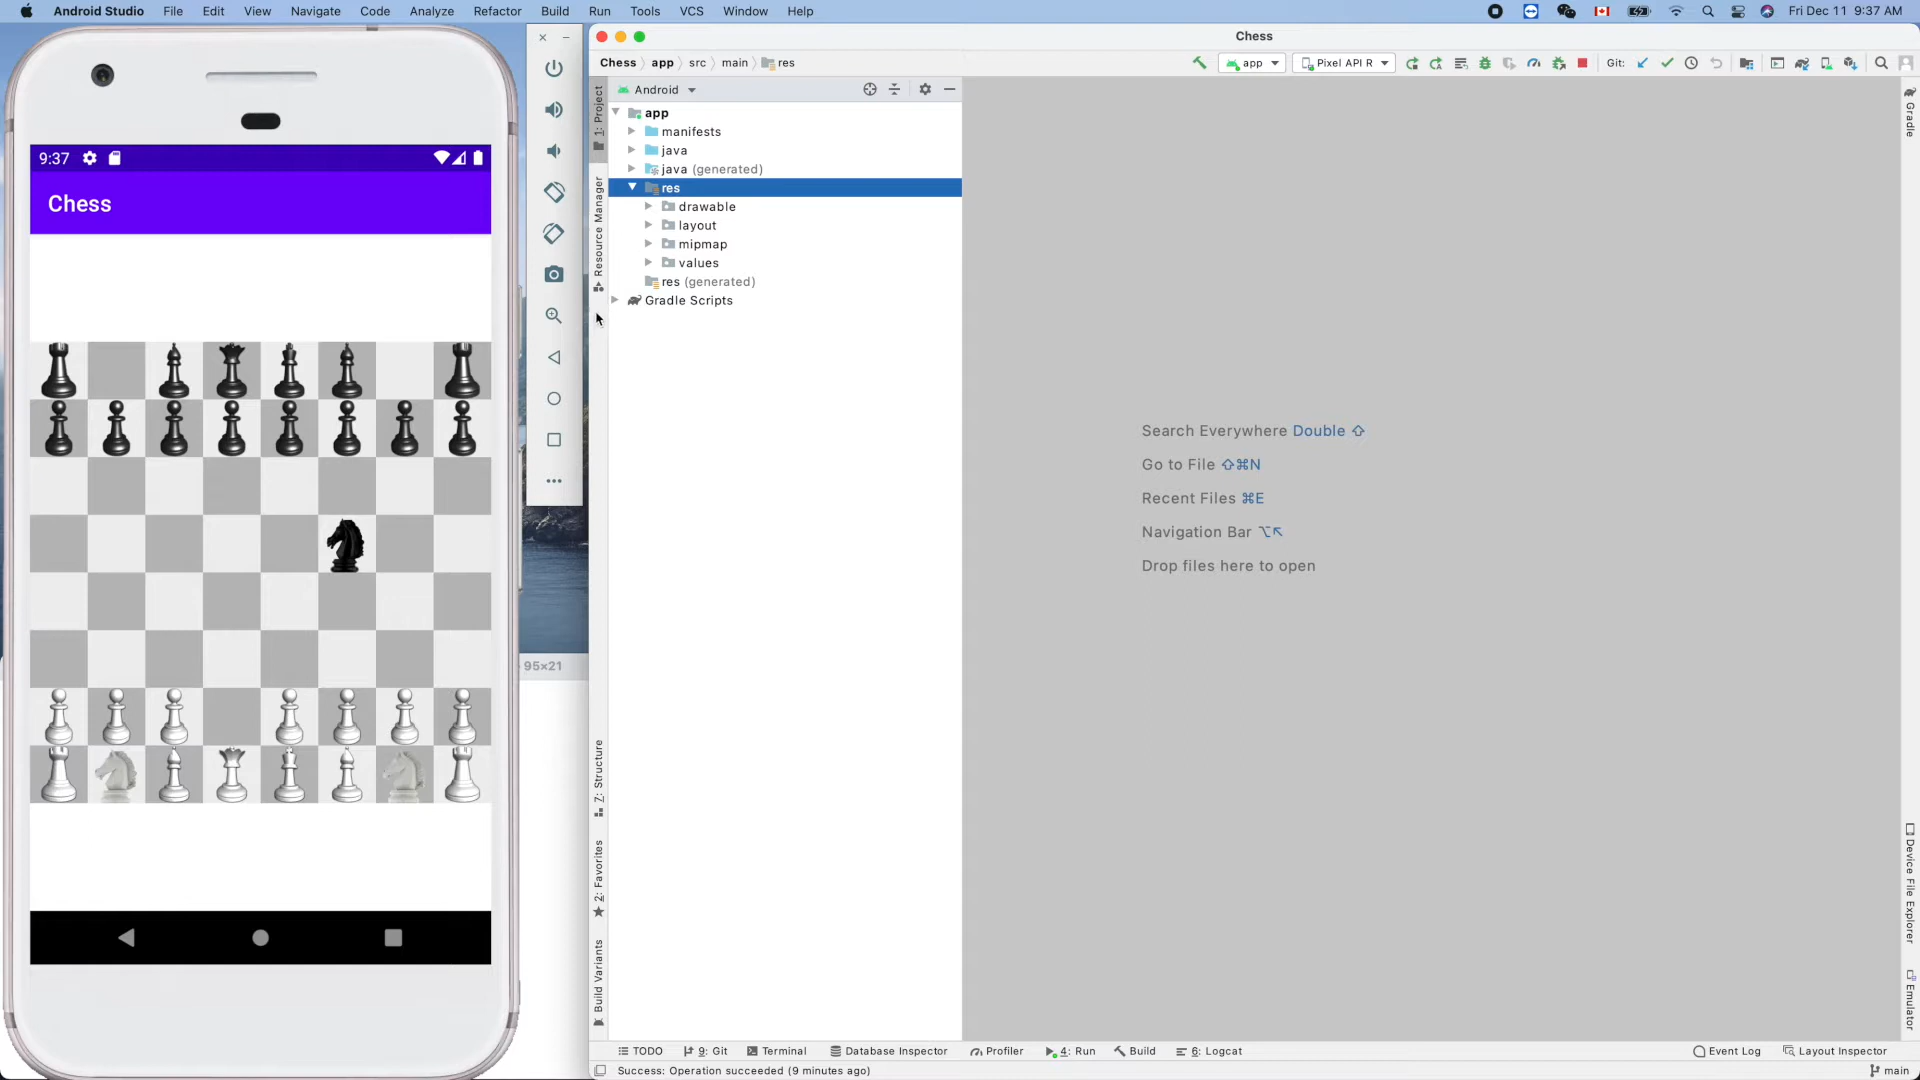 Android Studio File Edit View Navigate Code Analyze Refactor Build Run Tools VCS Window Help Fri Dec 11 9:37 AM
Chess
Chess app src main res app Pixel API R Git:
9:37
Chess
95×21
1: Project
Resource Manager
Z: Structure
2: Favorites
Build Variants
Android
app
manifests
java
java (generated)
res
drawable
layout
mipmap
values
res (generated)
Gradle Scripts
Search Everywhere Double ⇧
Go to File ⇧⌘N
Recent Files ⌘E
Navigation Bar ⌥↖
Drop files here to open
Gradle
Device File Explorer
Emulator
TODO 9: Git Terminal Database Inspector Profiler 4: Run Build 6: Logcat Event Log Layout Inspector
Success: Operation succeeded (9 minutes ago) main